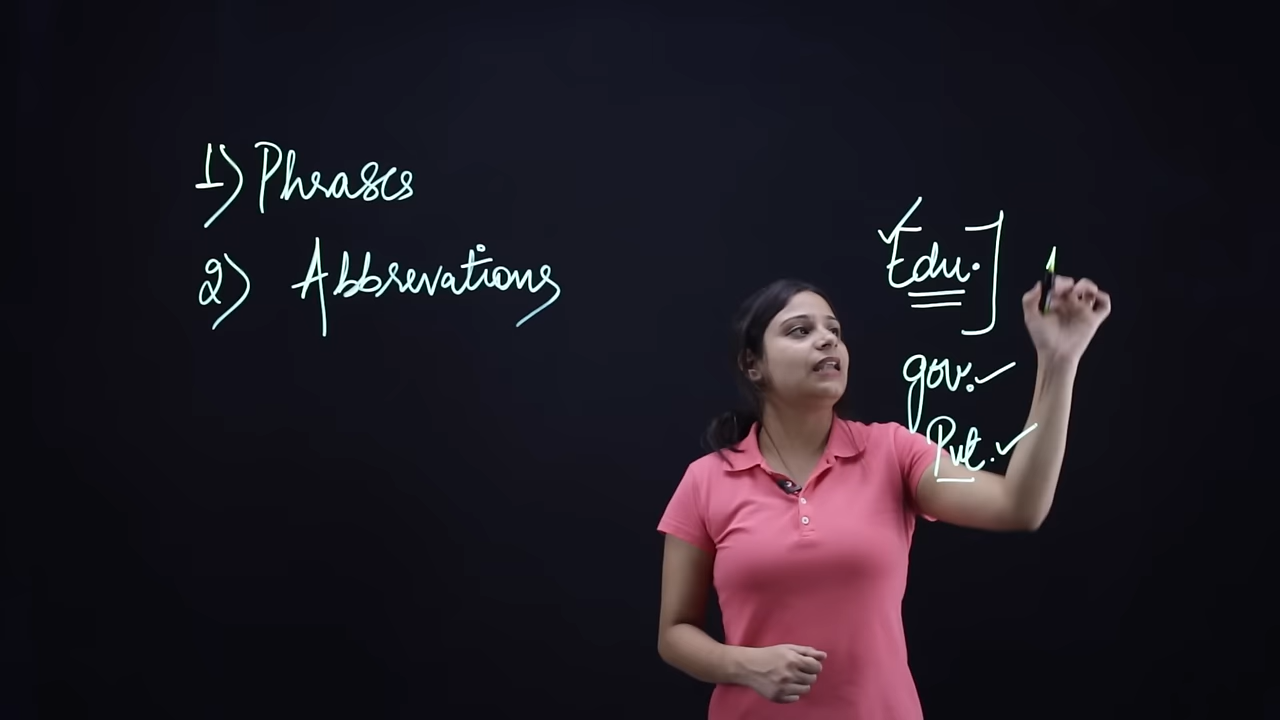 1) Phrases
2) Abbrevations
Edu.
gov.
Pvt.